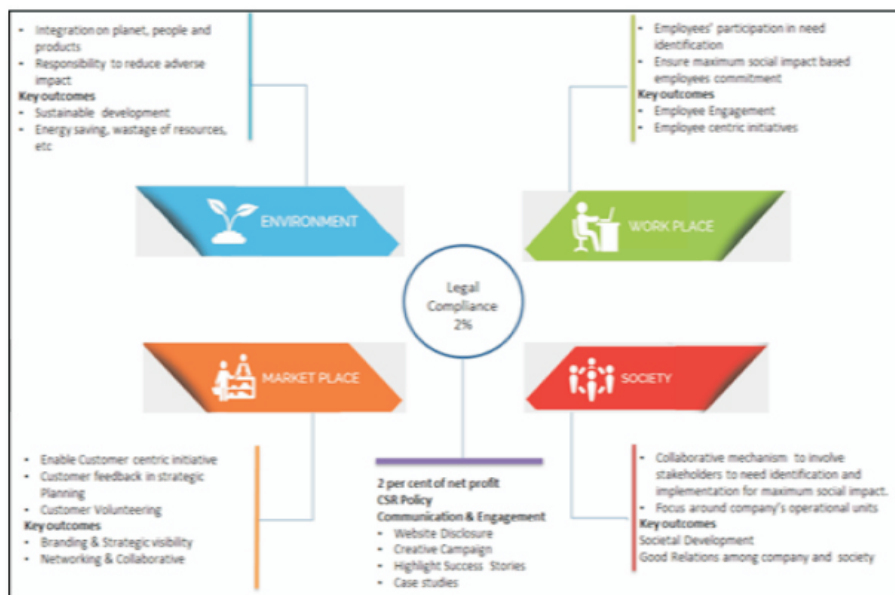 • Integration on planet, people and
products
• Responsibility to reduce adverse
impact
Key outcomes
• Sustainable development
• Energy saving, wastage of resources,
etc
• Employees' participation in need
identification
• Ensure maximum social impact based
employees commitment
Key outcomes
• Employee Engagement
• Employee centric initiatives
ENVIRONMENT
WORK PLACE
Legal
Compliance
2%
MARKET PLACE
SOCIETY
• Enable Customer centric initiative
• Customer feedback in strategic
Planning
• Customer Volunteering
Key outcomes
• Branding & Strategic visibility
• Networking & Collaborative
2 per cent of net profit
CSR Policy
Communication & Engagement
• Website Disclosure
• Creative Campaign
• Highlight Success Stories
• Case studies
• Collaborative mechanism to involve
stakeholders to need identification and
implementation for maximum social impact.
• Focus around company's operational units
Key outcomes
Societal Development
Good Relations among company and society